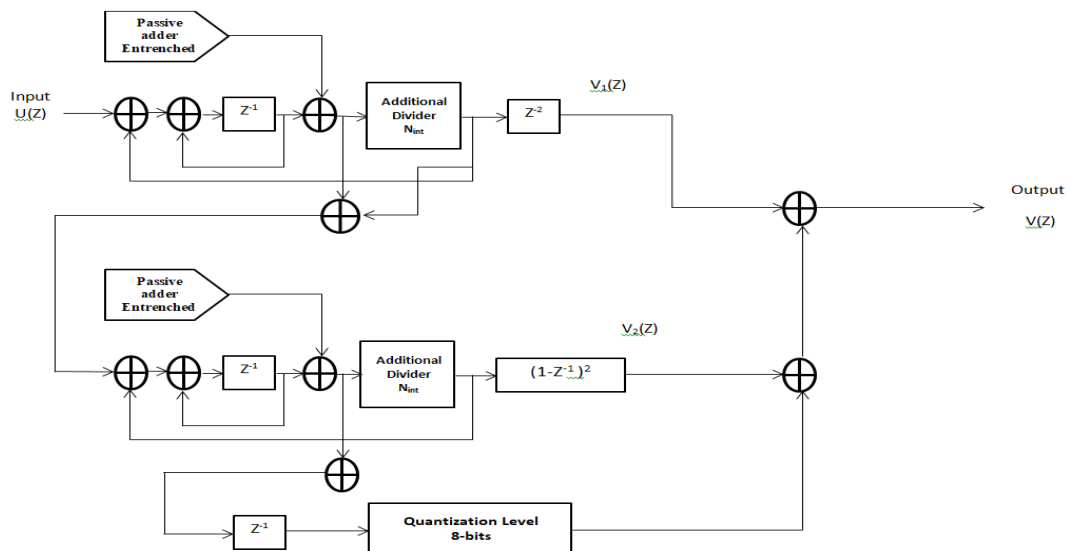 Passive
adder
Entrenched
Input
U(Z)
Z-1
Additional
Divider
Nint
Z-2
V1(Z)
Output
V(Z)
Passive
adder
Entrenched
Z-1
Additional
Divider
Nint
(1-Z-1)2
V2(Z)
Z-1
Quantization Level
8-bits